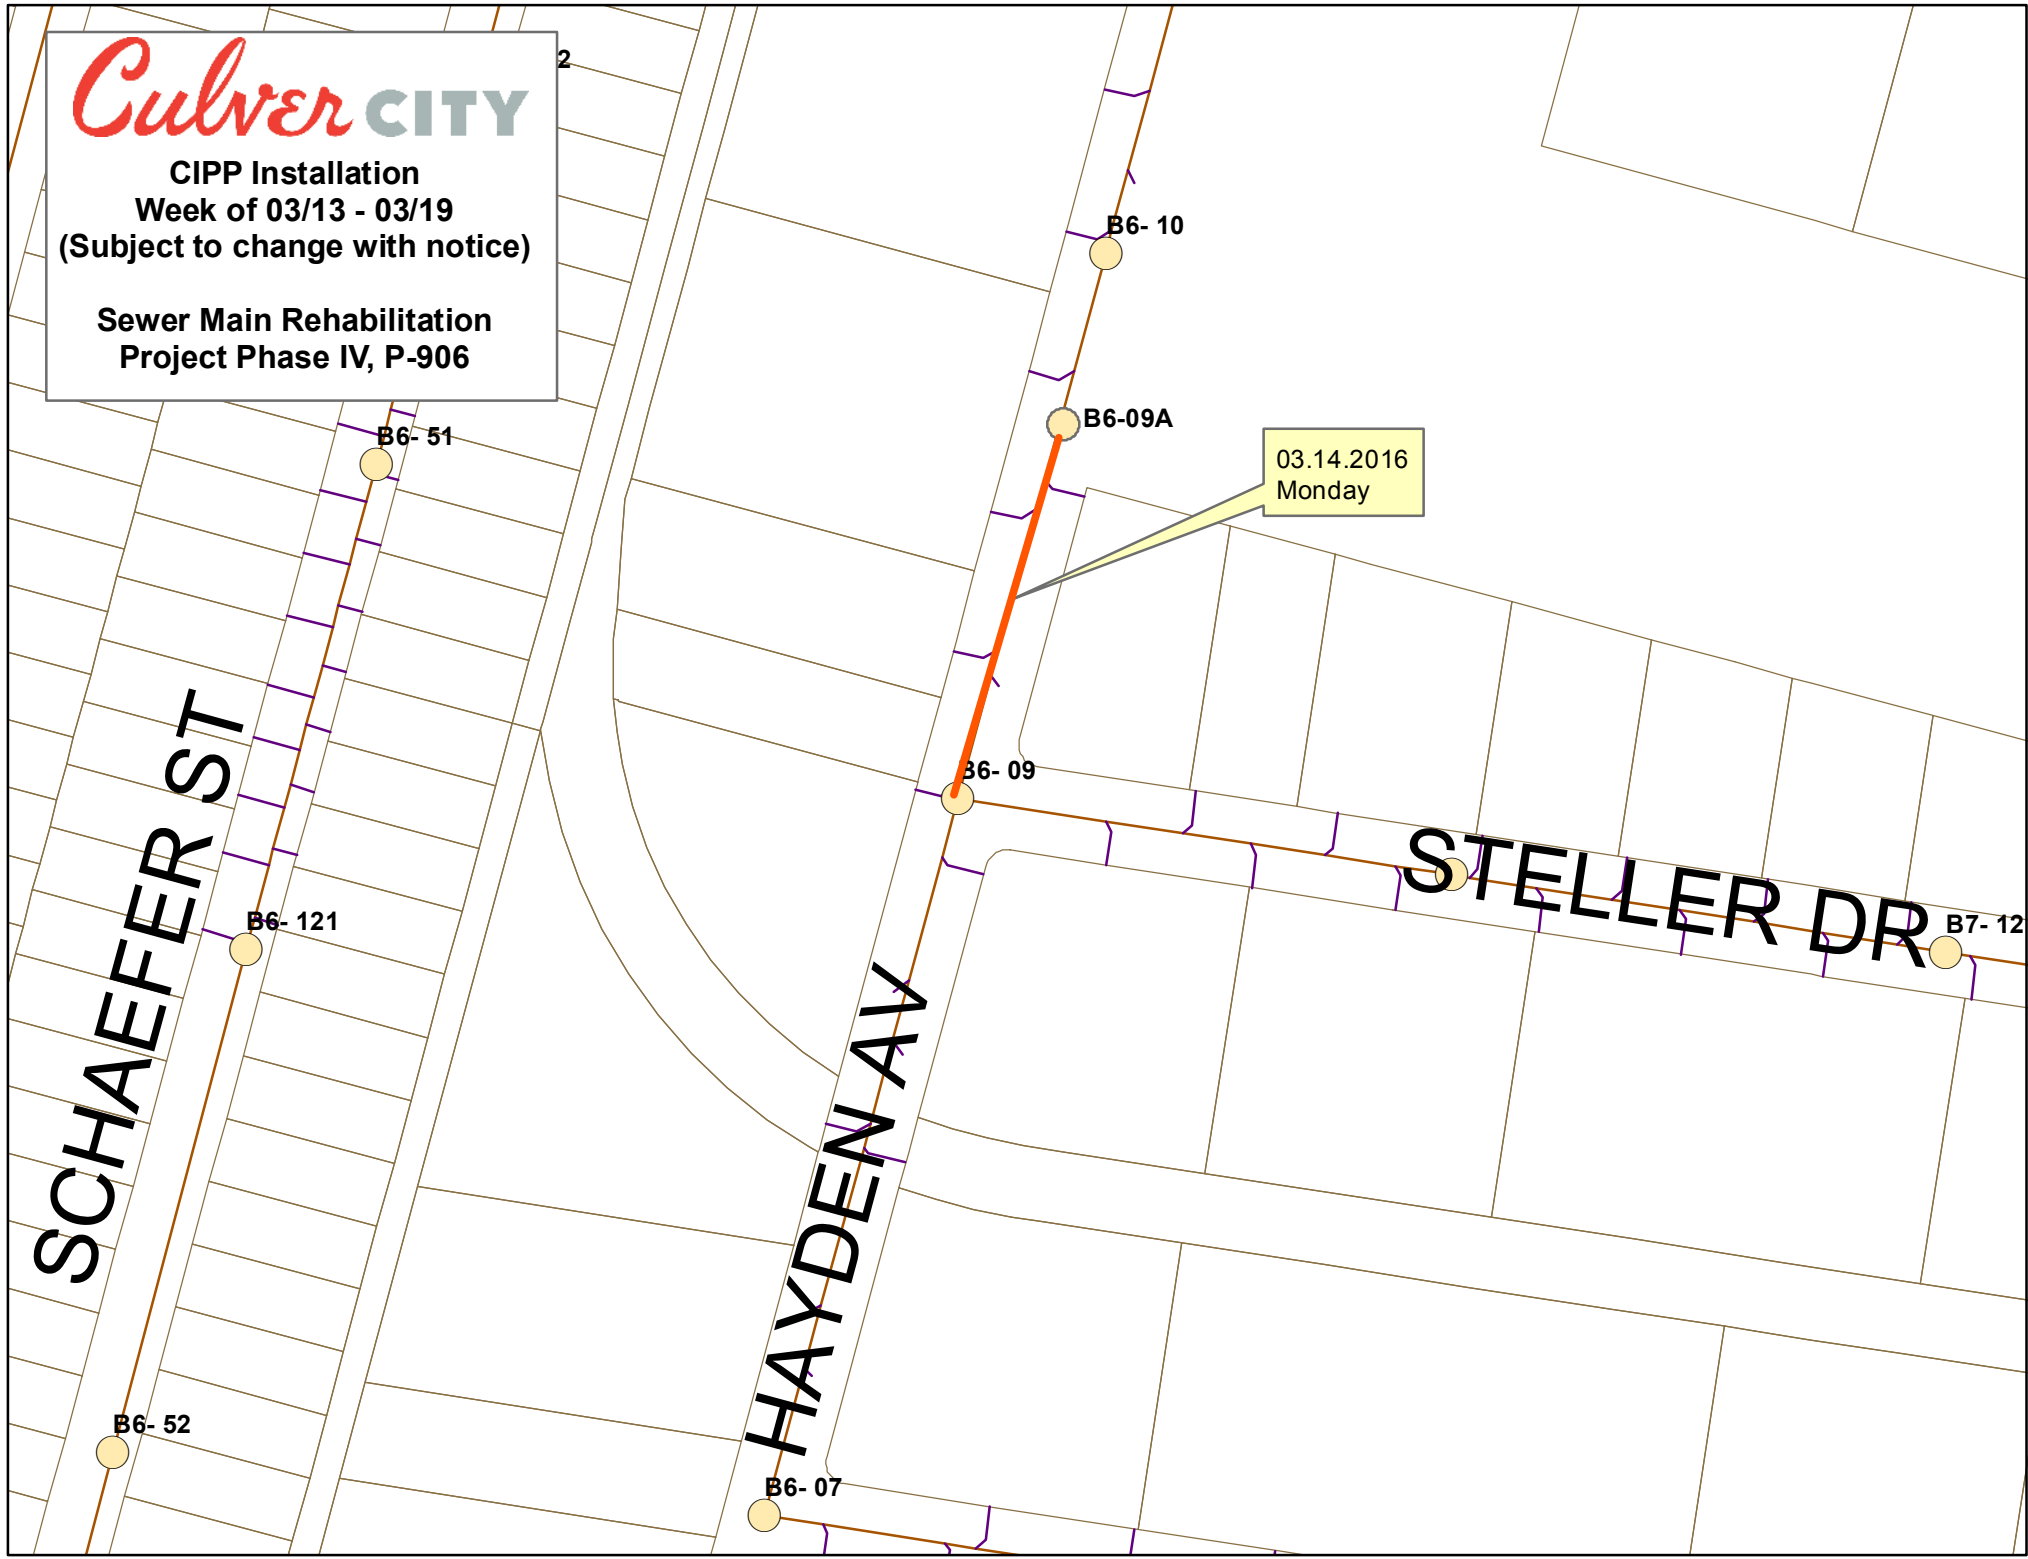 Culver CITY
CIPP Installation
Week of 03/13 - 03/19
(Subject to change with notice)
Sewer Main Rehabilitation
Project Phase IV, P-906
2
B6- 10
B6-09A
B6- 51
03.14.2016
Monday
B6- 09
STELLER DR
B7- 12
B6- 121
SCHAEFER ST
HAYDEN AV
B6- 52
B6- 07